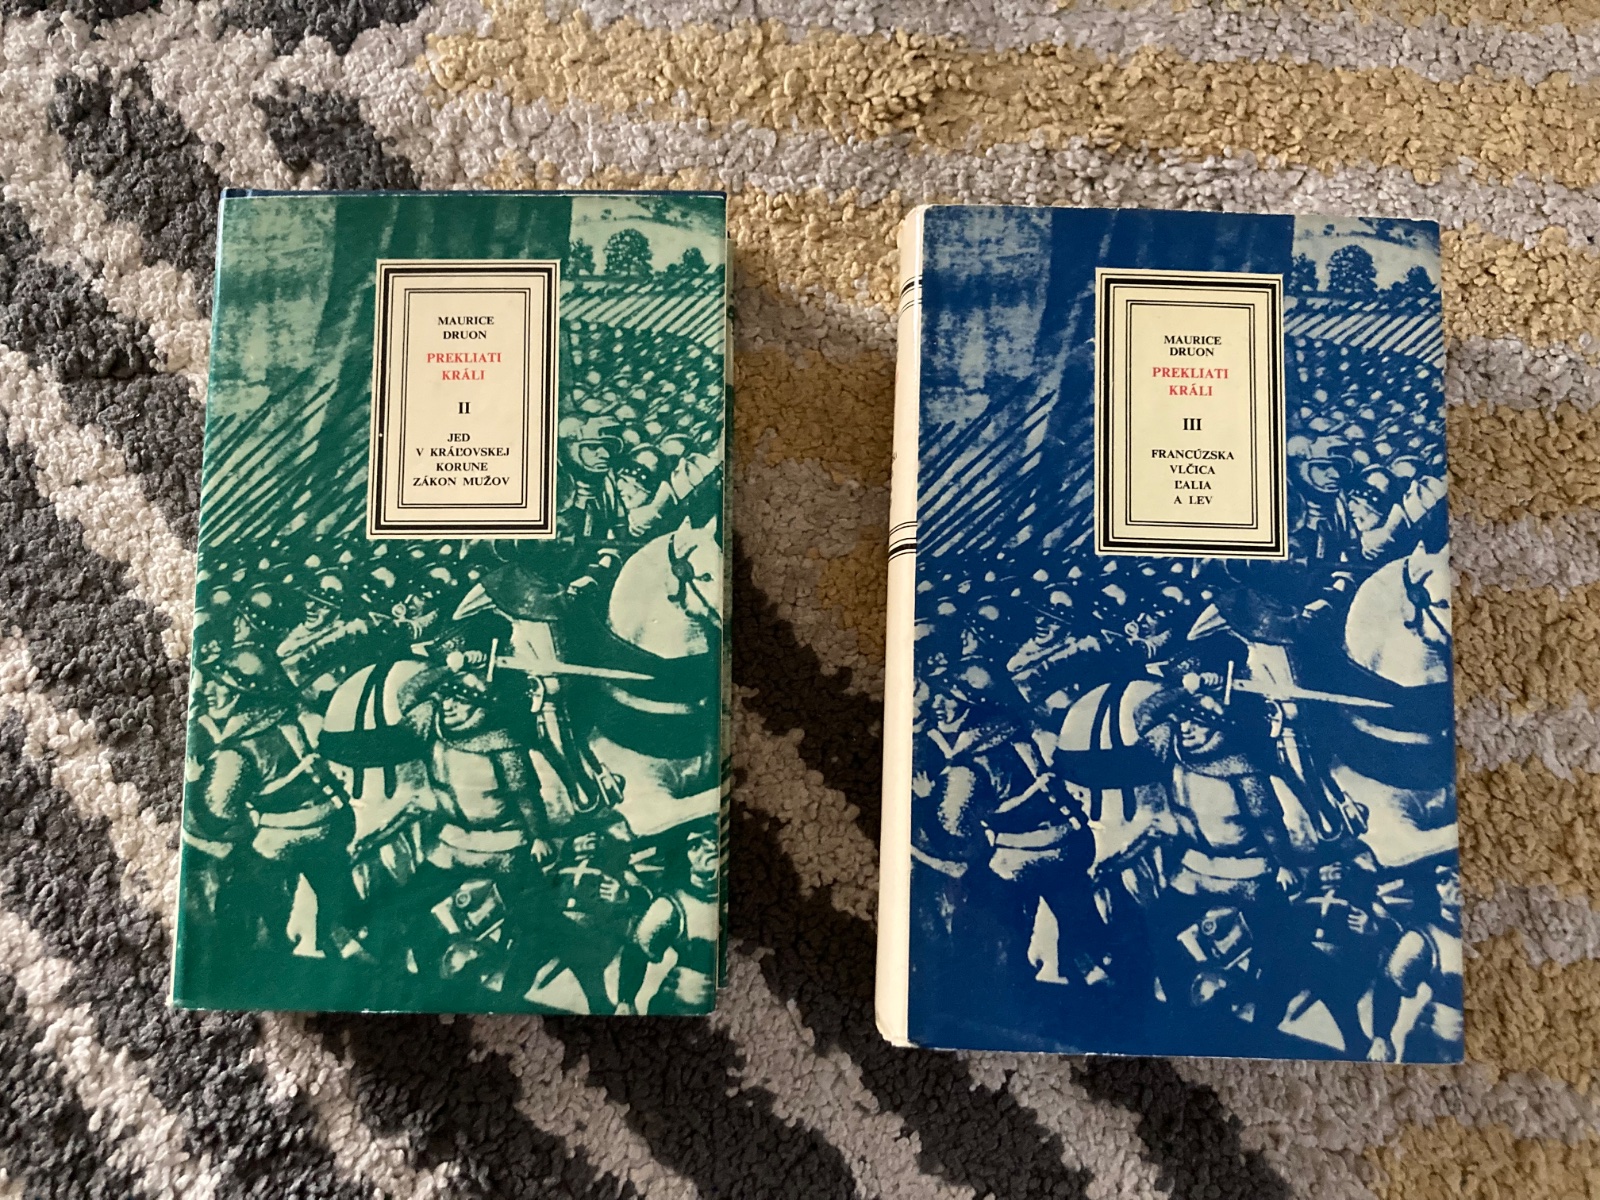 MAURICE
DRUON
PREKLIATI
KRÁLI
II
JED
V KRÁĽOVSKEJ
KORUNE
ZÁKON MUŽOV
MAURICE
DRUON
PREKLIATI
KRÁLI
III
FRANCÚZSKA
VLČICA
ĽALIA
A LEV